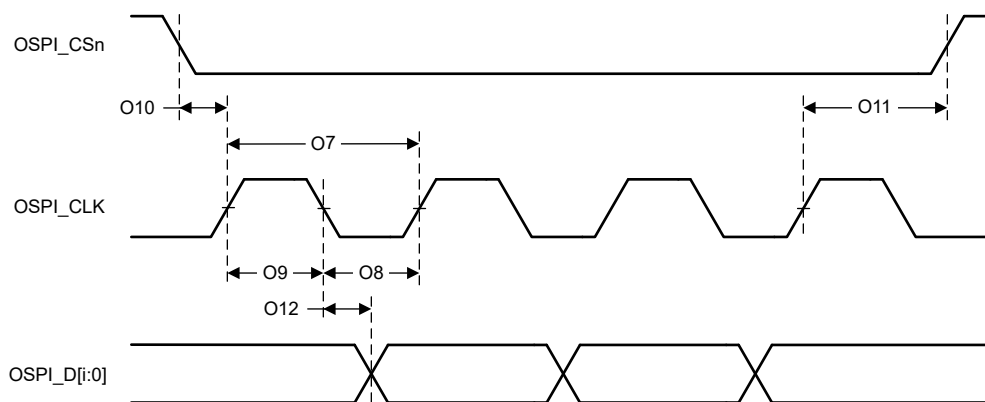 OSPI_CSn
O10
O11
O7
OSPI_CLK
O9
O8
O12
OSPI_D[i:0]